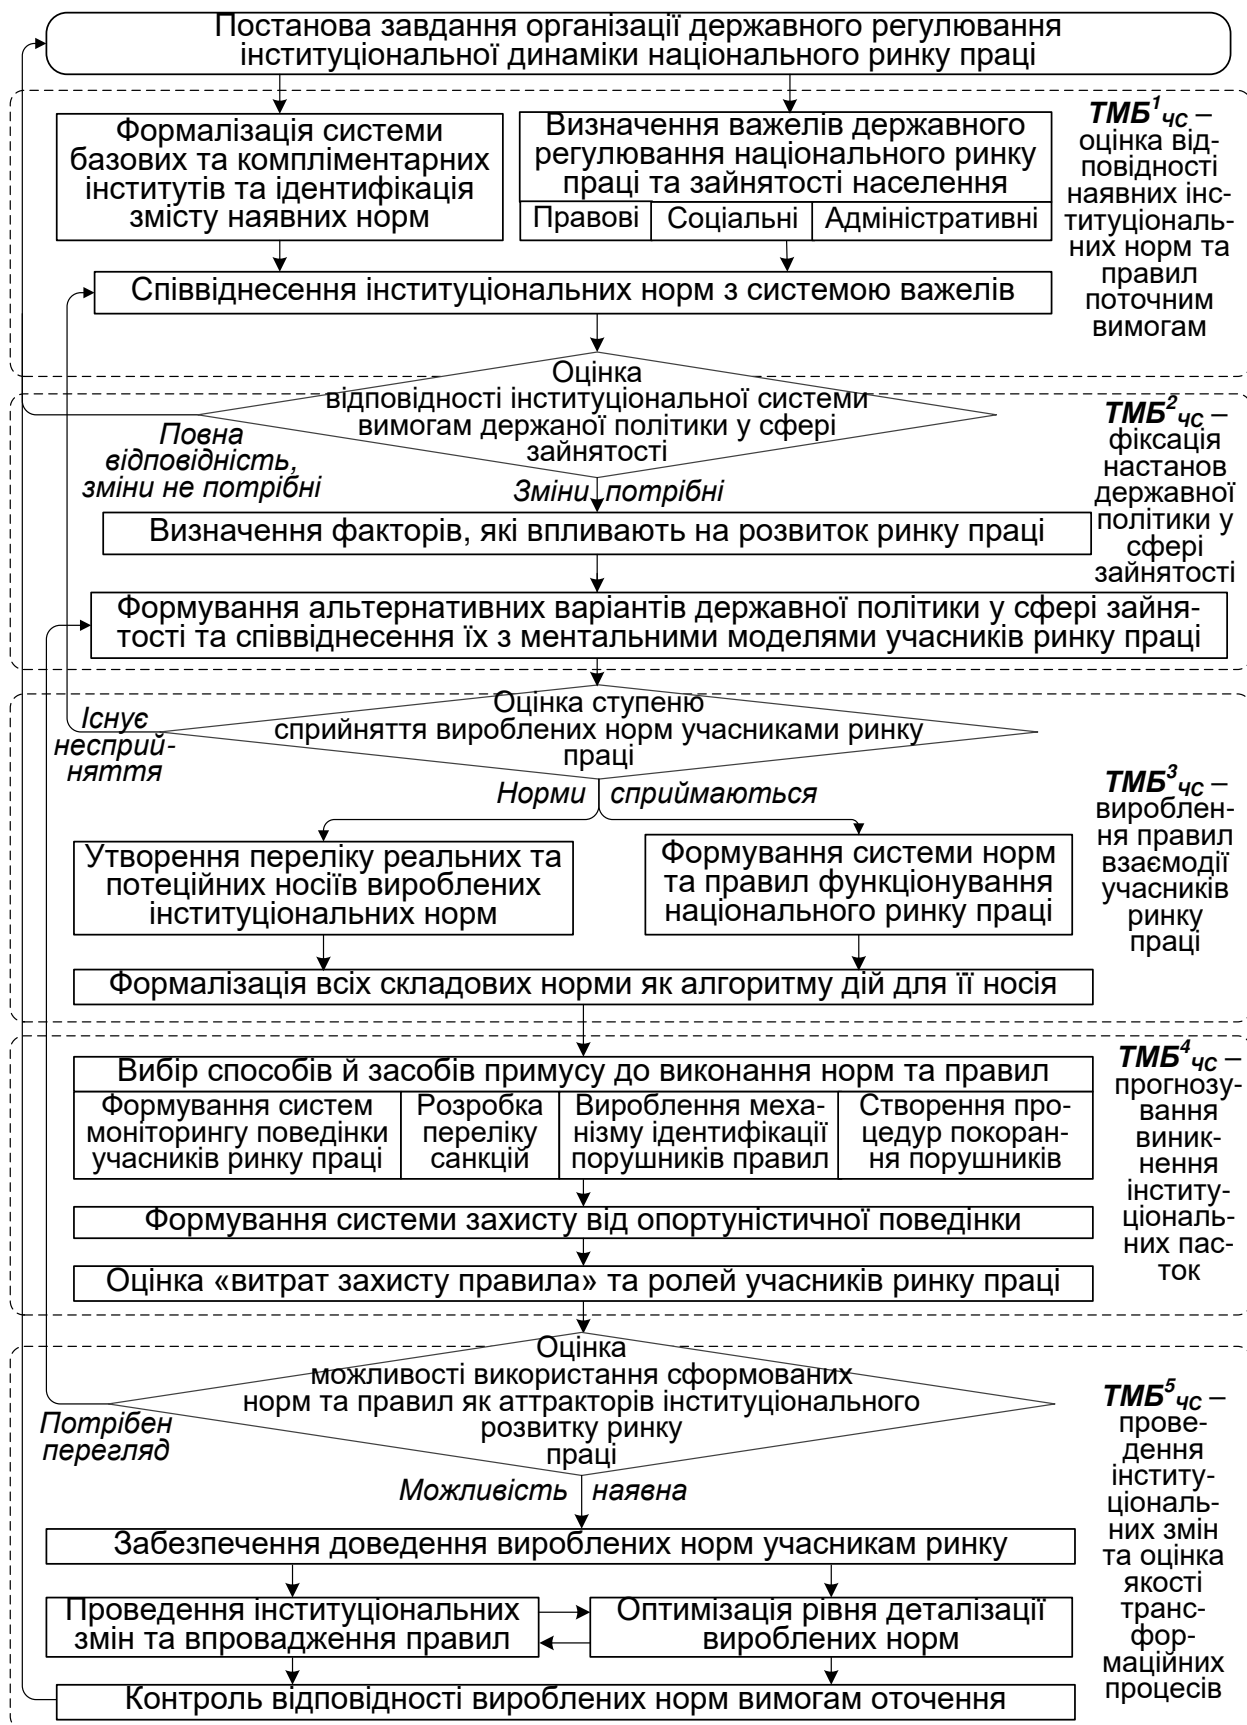 Постанова завдання організації державного регулювання
інституціональної динаміки національного ринку праці
Формалізація системи
базових та компліментарних
інститутів та ідентифікація
змісту наявних норм
Визначення важелів державного
регулювання національного ринку
праці та зайнятості населення
Правові
Соціальні
Адміністративні
ТМБ¹чс –
оцінка від-
повідності
наявних інс-
титуціональ-
них норм та
правил
поточним
вимогам
Співвіднесення інституціональних норм з системою важелів
Оцінка
відповідності інституціональної системи
вимогам держаної політики у сфері
зайнятості
Повна
відповідність,
зміни не потрібні
Зміни потрібні
ТМБ²чс –
фіксація
настанов
державної
політики у
сфері
зайнятості
Визначення факторів, які впливають на розвиток ринку праці
Формування альтернативних варіантів державної політики у сфері зайня-
тості та співвіднесення їх з ментальними моделями учасників ринку праці
Оцінка ступеню
сприйняття вироблених норм учасниками ринку
праці
Існує
несприй-
няття
Норми сприймаються
ТМБ³чс –
вироблен-
ня правил
взаємодії
учасників
ринку
праці
Утворення переліку реальних та
потеційних носіїв вироблених
інституціональних норм
Формування системи норм
та правил функціонування
національного ринку праці
Формалізація всіх складових норми як алгоритму дій для її носія
Вибір способів й засобів примусу до виконання норм та правил
Формування систем
моніторингу поведінки
учасників ринку праці
Розробка
переліку
санкцій
Вироблення меха-
нізму ідентифікації
порушників правил
Створення про-
цедур покоран-
ня порушників
ТМБ⁴чс –
прогнозу-
вання
виник-
нення
інститу-
ціональ-
них пас-
ток
Формування системи захисту від опортуністичної поведінки
Оцінка «витрат захисту правила» та ролей учасників ринку праці
Оцінка
можливості використання сформованих
норм та правил як аттракторів інституціонального
розвитку ринку
праці
Потрібен
перегляд
Можливість наявна
ТМБ⁵чс –
прове-
дення
інститу-
ціональ-
них змін
та оцінка
якості
транс-
фор-
маційних
процесів
Забезпечення доведення вироблених норм учасникам ринку
Проведення інституціональних
змін та впровадження правил
Оптимізація рівня деталізації
вироблених норм
Контроль відповідності вироблених норм вимогам оточення